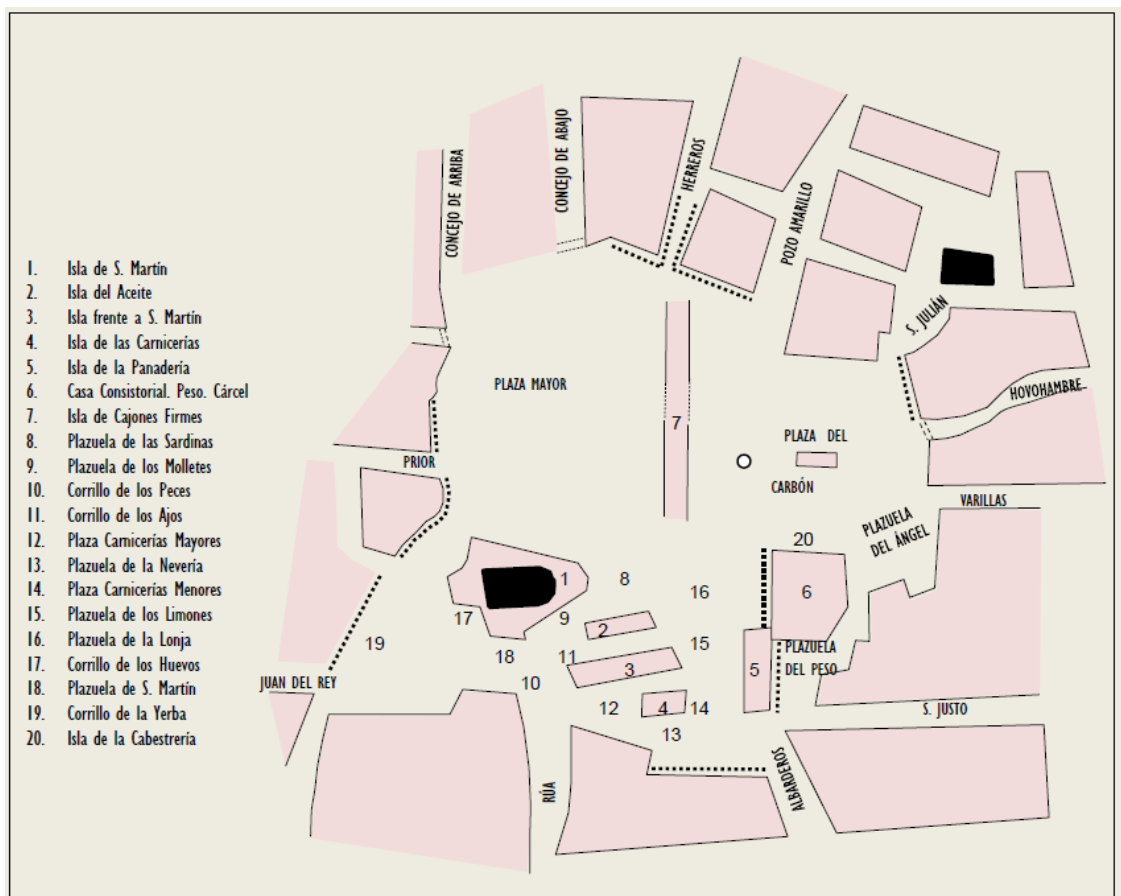 1. Isla de S. Martín
2. Isla del Aceite
3. Isla frente a S. Martín
4. Isla de las Carnicerías
5. Isla de la Panadería
6. Casa Consistorial. Peso. Cárcel
7. Isla de Cajones Firmes
8. Plazuela de las Sardinas
9. Plazuela de los Molletes
10. Corrillo de los Peces
11. Corrillo de los Ajos
12. Plaza Carnicerías Mayores
13. Plazuela de la Nevería
14. Plaza Carnicerías Menores
15. Plazuela de los Limones
16. Plazuela de la Lonja
17. Corrillo de los Huevos
18. Plazuela de S. Martín
19. Corrillo de la Yerba
20. Isla de la Cabestrería
CONCEJO DE ARRIBA
CONCEJO DE ABAJO
HERREROS
POZO AMARILLO
S. JULIÁN
HOVOHAMBRE
PLAZA MAYOR
7
PLAZA DEL
CARBÓN
PRIOR
VARILLAS
PLAZUELA
DEL ÁNGEL
20
1
8
16
6
17
9
2
19
18
11
15
3
5
PLAZUELA
DEL PESO
JUAN DEL REY
10
12
4
14
S. JUSTO
13
RÚA
ALBARDEROS